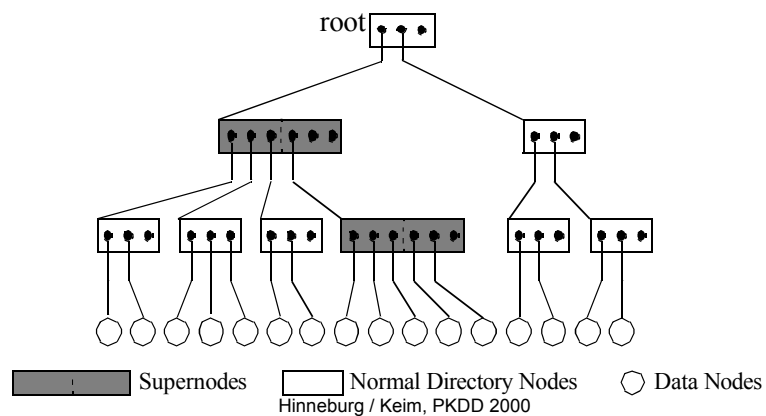 root
Supernodes
Normal Directory Nodes
Data Nodes
Hinneburg / Keim, PKDD 2000